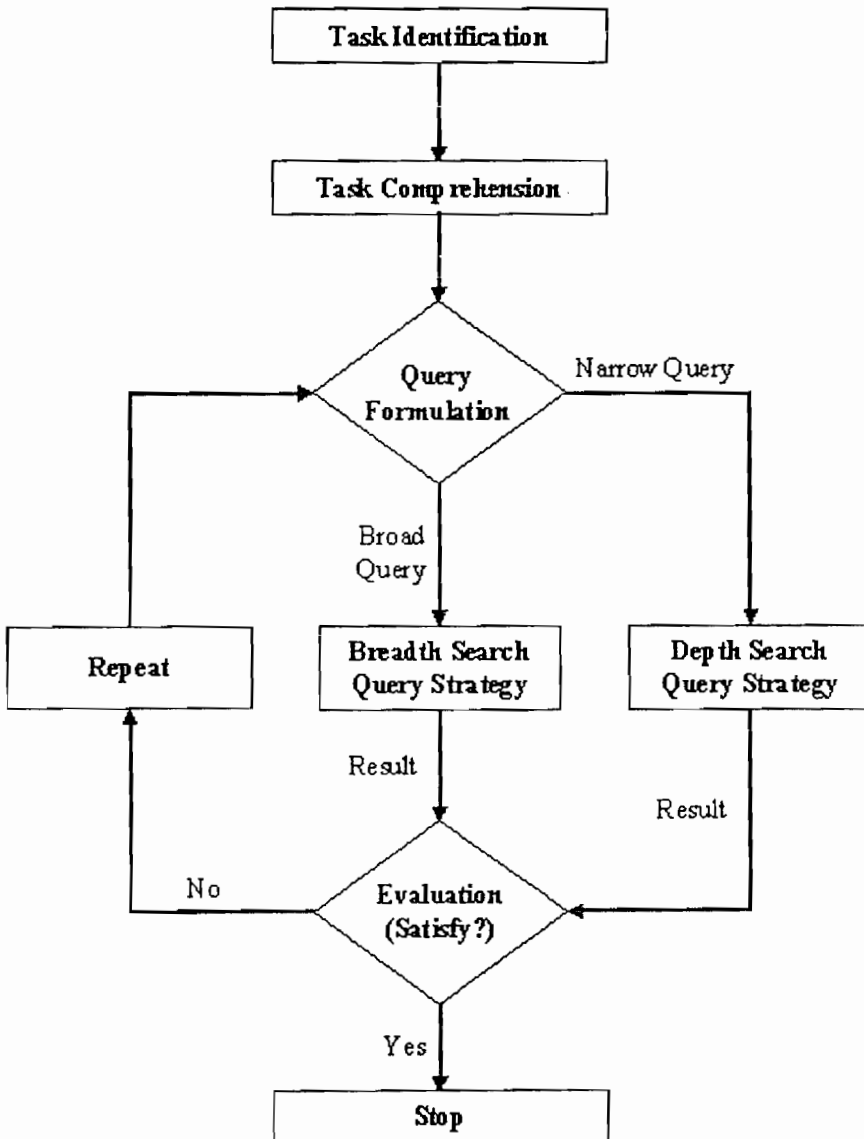 Task Identification
Task Comprehension
Query
Formulation
Narrow Query
Broad
Query
Repeat
Breadth Search
Query Strategy
Depth Search
Query Strategy
Result
Result
No
Evaluation
(Satisfy?)
Yes
Stop